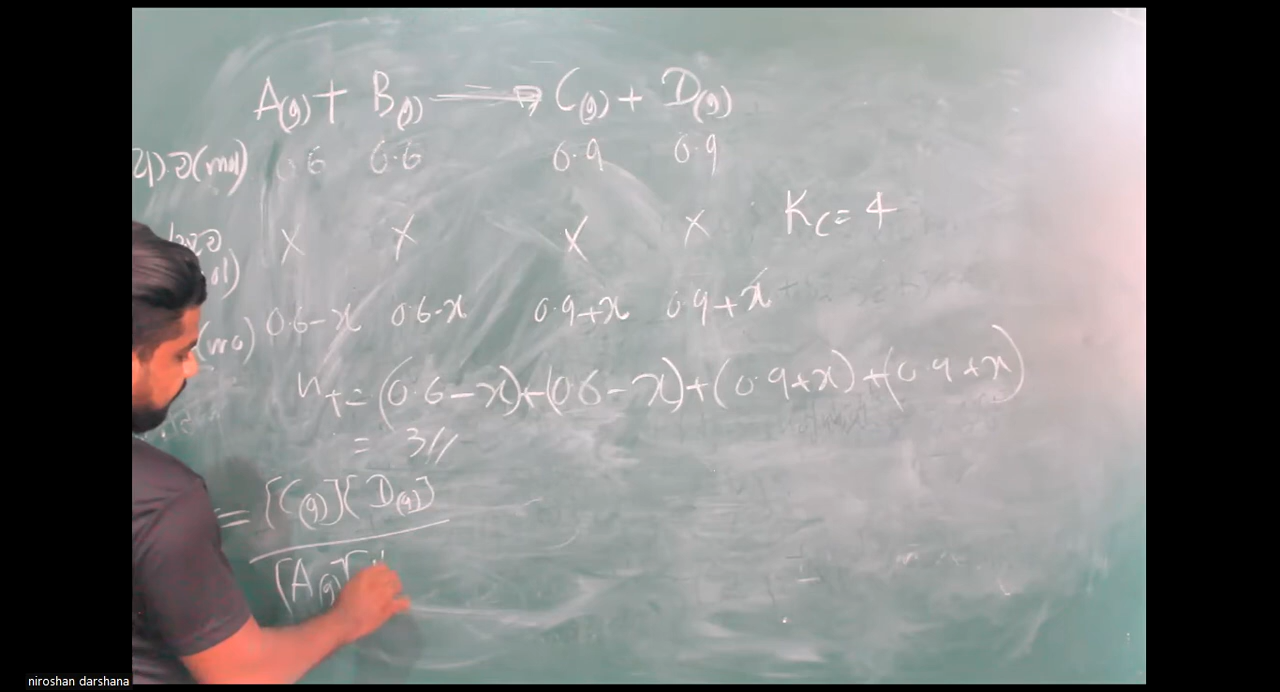 A(g) + B(g) ⟶ C(g) + D(g)
(mol) 0.6 0.6 0.9 0.9
x x x x
KC = 4
0.6-x 0.6-x 0.9+x 0.9+x
nt = (0.6-x)+(0.6-x)+(0.9+x)+(0.9+x)
= 3//
= [C(g)][D(g)]
[A(g)][
niroshan darshana